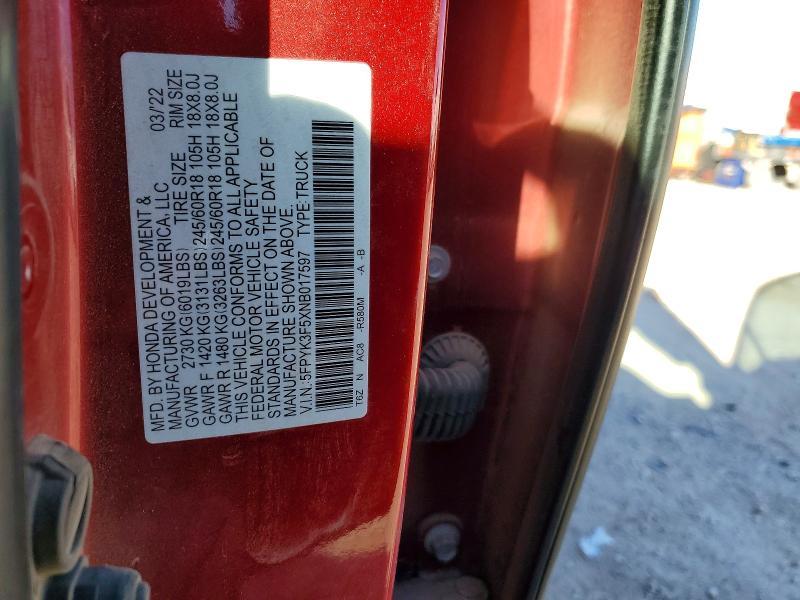 MFD. BY HONDA DEVELOPMENT & 03/'22
MANUFACTURING OF AMERICA, LLC
GVWR 2730 KG(6019LBS) TIRE SIZE RIM SIZE
GAWR F 1420 KG(3131LBS) 245/60R18 105H 18X8.0J
GAWR R 1480 KG(3263LBS) 245/60R18 105H 18X8.0J
THIS VEHICLE CONFORMS TO ALL APPLICABLE
FEDERAL MOTOR VEHICLE SAFETY
STANDARDS IN EFFECT ON THE DATE OF
MANUFACTURE SHOWN ABOVE.
V.I.N.:5FPYK3F5XNB017597 TYPE:TRUCK
T6Z N AC8 -R580M -A -B